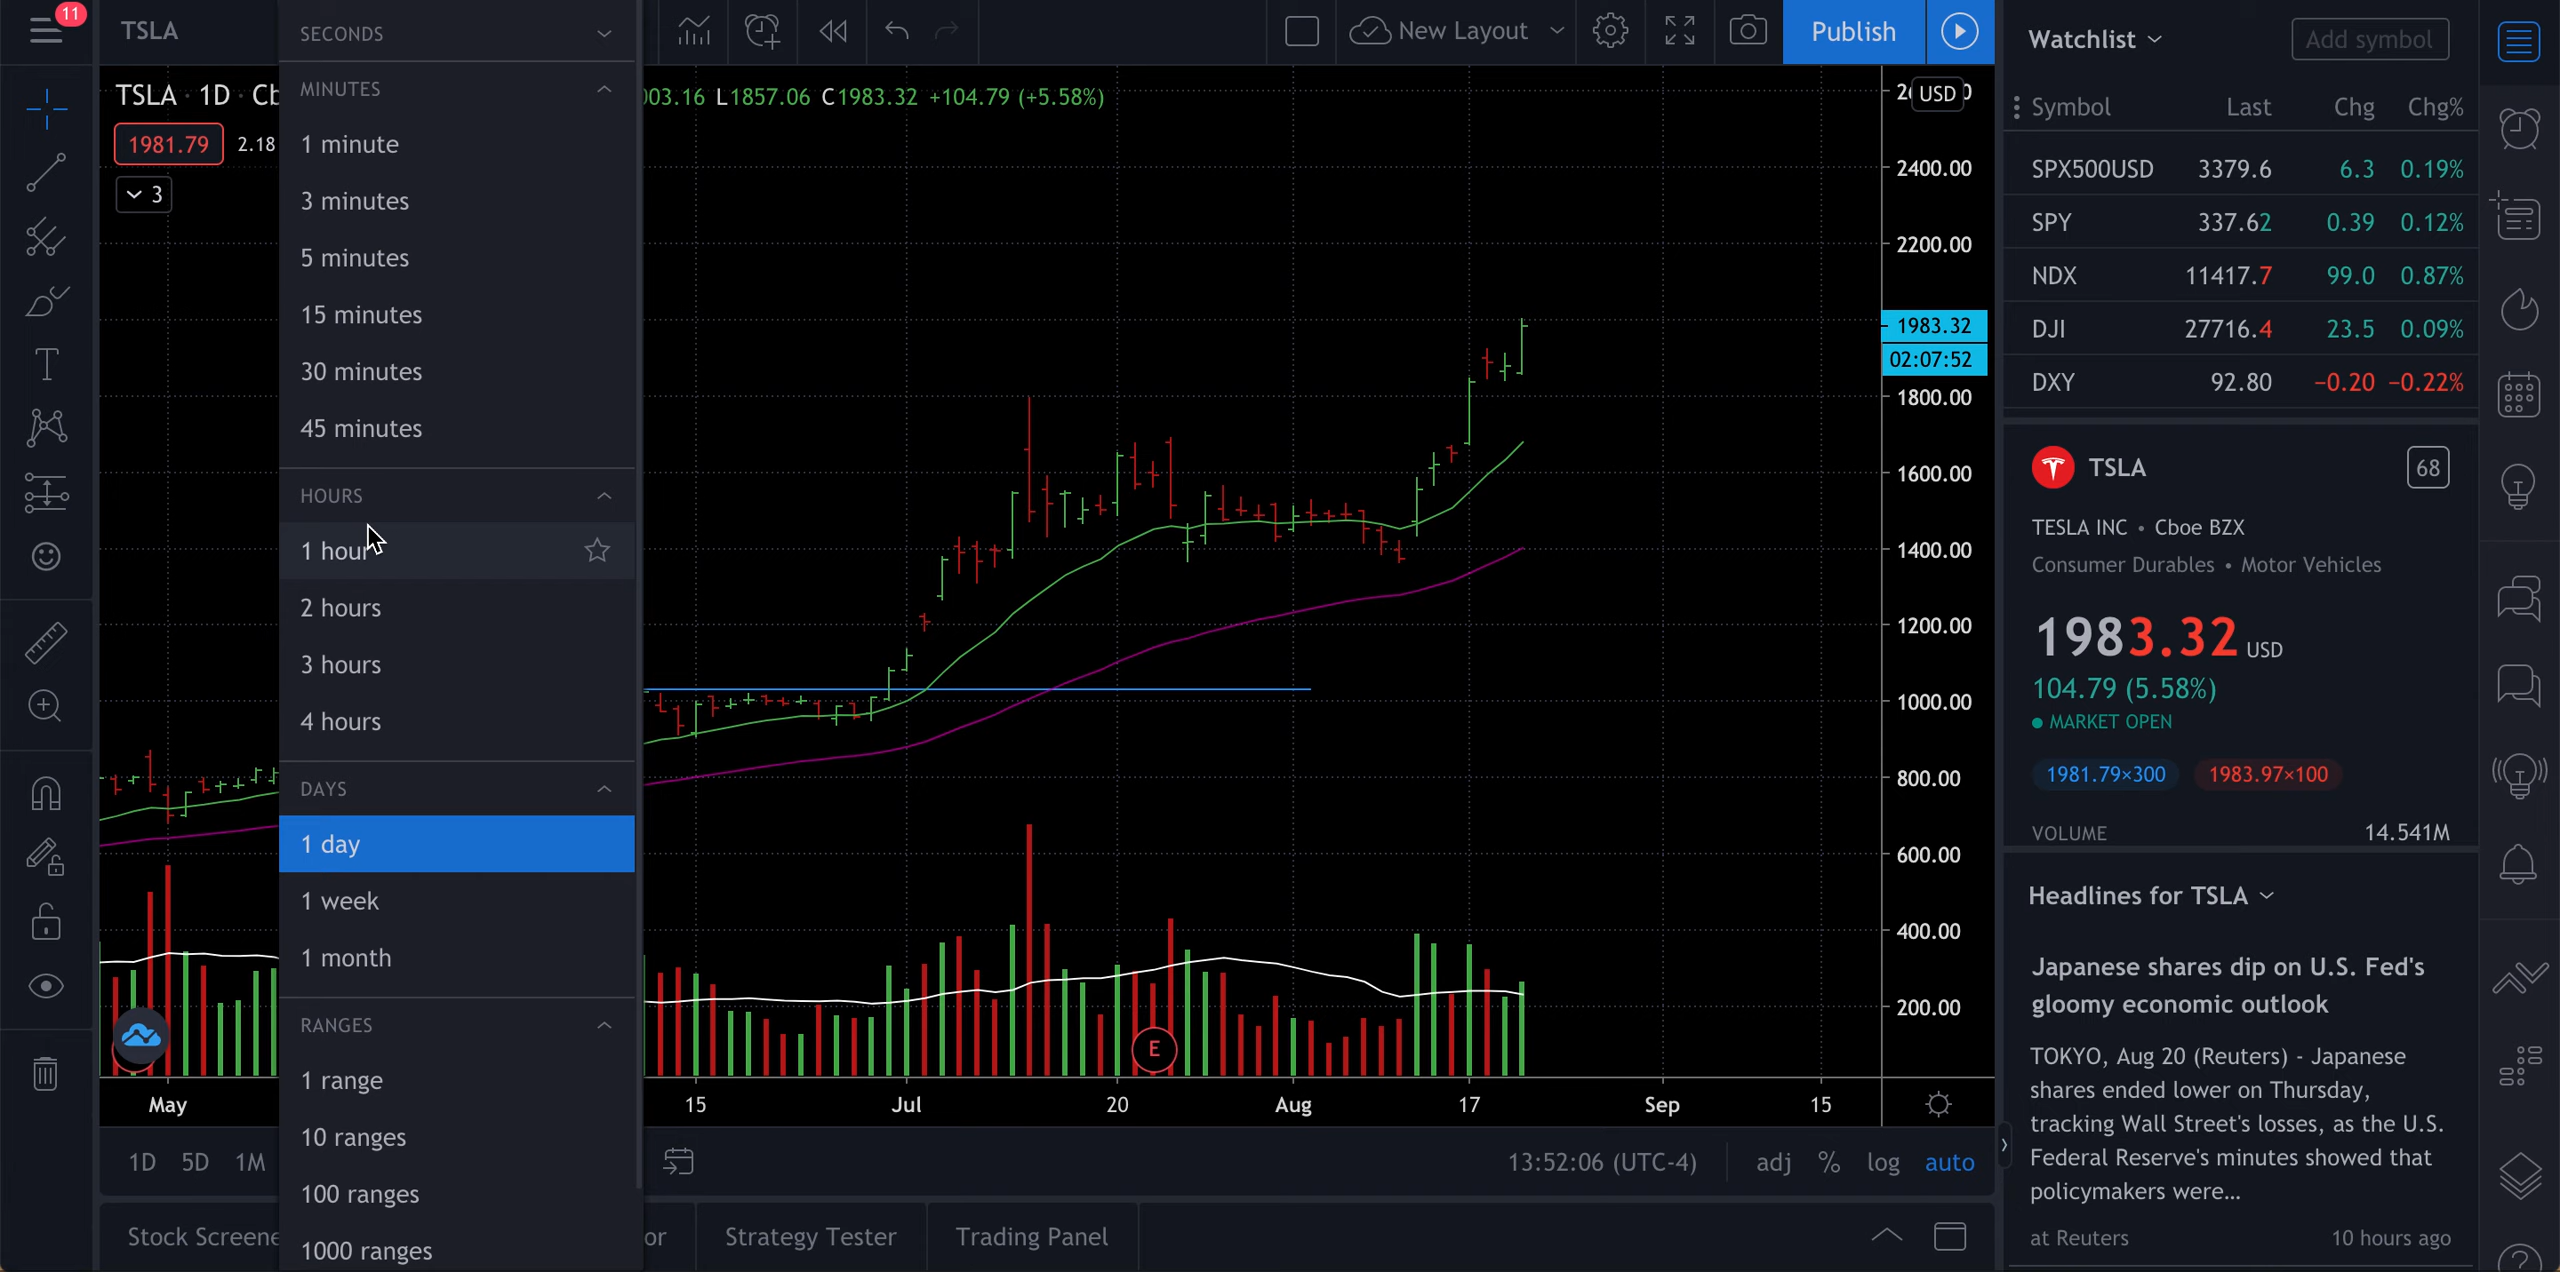 11
TSLA
New Layout
Publish
TSLA · 1D ·
03.16 L1857.06 C1983.32 +104.79 (+5.58%)
1981.79
2.18
3
SECONDS
MINUTES
1 minute
3 minutes
5 minutes
15 minutes
30 minutes
45 minutes
HOURS
1 hour
2 hours
3 hours
4 hours
DAYS
1 day
1 week
1 month
RANGES
1 range
10 ranges
100 ranges
1000 ranges
USD
2400.00
2200.00
1983.32
02:07:52
1800.00
1600.00
1400.00
1200.00
1000.00
800.00
600.00
400.00
200.00
E
May
15
Jul
20
Aug
17
Sep
15
1D 5D 1M
13:52:06 (UTC-4)
adj % log auto
Stock Screene
or
Strategy Tester
Trading Panel
Watchlist
Add symbol
Symbol Last Chg Chg%
SPX500USD 3379.6 6.3 0.19%
SPY 337.62 0.39 0.12%
NDX 11417.7 99.0 0.87%
DJI 27716.4 23.5 0.09%
DXY 92.80 −0.20 −0.22%
TSLA
68
TESLA INC • Cboe BZX
Consumer Durables • Motor Vehicles
1983.32 USD
104.79 (5.58%)
MARKET OPEN
1981.79×300 1983.97×100
VOLUME 14.541M
Headlines for TSLA
Japanese shares dip on U.S. Fed's
gloomy economic outlook
TOKYO, Aug 20 (Reuters) - Japanese
shares ended lower on Thursday,
tracking Wall Street's losses, as the U.S.
Federal Reserve's minutes showed that
policymakers were...
at Reuters 10 hours ago